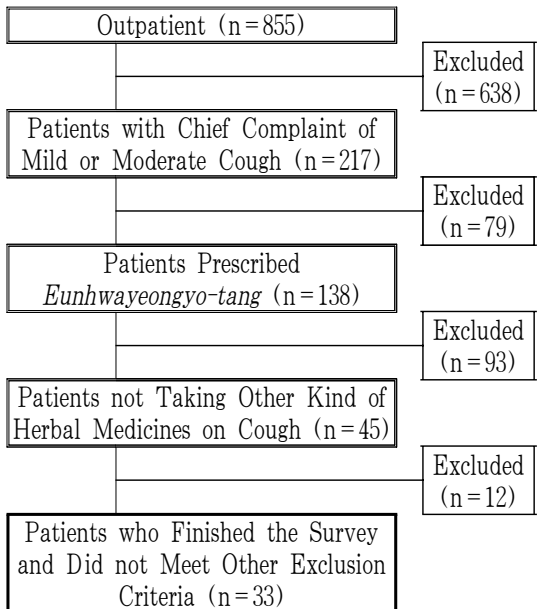 Outpatient (n=855)
Excluded
(n=638)
Patients with Chief Complaint of
Mild or Moderate Cough (n=217)
Excluded
(n=79)
Patients Prescribed
Eunhwayeongyo-tang (n=138)
Excluded
(n=93)
Patients not Taking Other Kind of
Herbal Medicines on Cough (n=45)
Excluded
(n=12)
Patients who Finished the Survey
and Did not Meet Other Exclusion
Criteria (n=33)